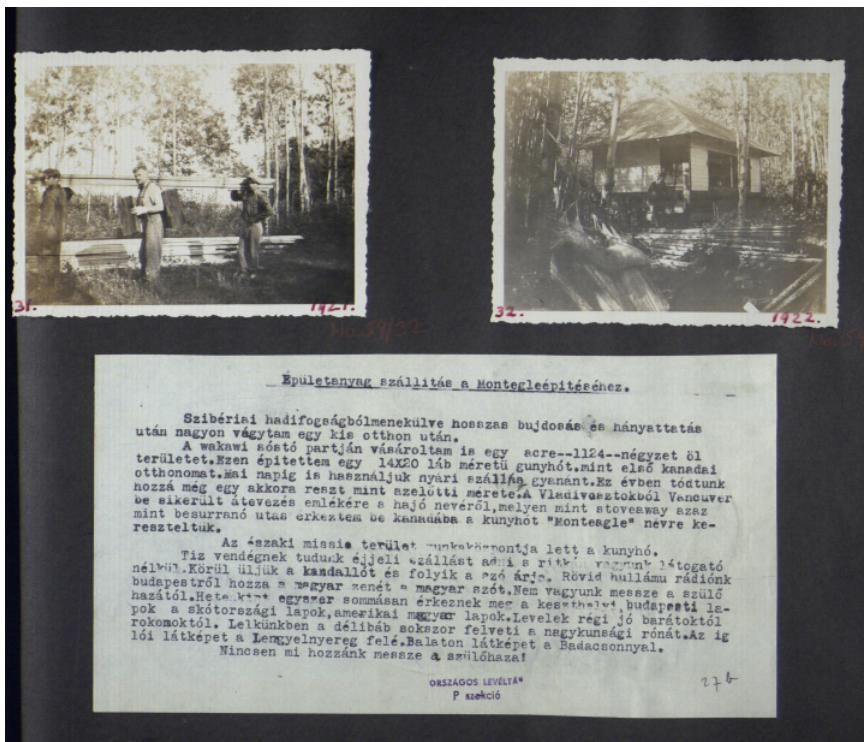 31.
1921.
32.
1922.
No.59/32
Épületanyag szállitás a Montegleépitéséhez.
Szibériai hadifogságbólmenekülve hosszas bujdosás és hányattatás
után nagyon vágytam egy kis otthon után.
A wakawi sóstó partján vásároltam is egy acre--1124--négyzet öl
területet.Ezen épitettem egy 14X20 láb méretü gunyhót.mint első kanadai
otthonomat.Mai napig is használjuk nyári szállás gyanánt.Ez évben tódtunk
hozzá még egy akkora reszt mint azelőtti mérete.A Vladivosztokból Vancouver
be sikerült átevezés emlékére a hajó nevéről,melyen mint stoveaway azaz
mint besurranó utas érkeztem be kanadába a kunyhót "Monteagle" névre ke-
reszteltük.
Az északi missio terület munkaközpontja lett a kunyhó.
Tiz vendégnek tudunk éjjeli szállást adni s ritkán vagyunk látogató
nélkül.Körül üljük a kandallót és folyik a szó árja. Rövid hullámu rádiónk
budapestről hozza a magyar zenét a magyar szót.Nem vagyunk messze a szülő
hazától.Hetenkint egyszer sommásan érkeznek meg a keszthelyi,budapesti la-
pok a skótországi lapok,amerikai magyar lapok.Levelek régi jó barátoktól
rokomoktól. Lelkünkben a délibáb sokszor felveti a nagykunsági rónát.Az ig
lói látképet a Lengyelnyereg felé.Balaton látképet a Badacsonnyal.
Nincsen mi hozzánk messze a szülőhaza!
ORSZÁGOS LEVÉLTÁR
P szekció
27 b